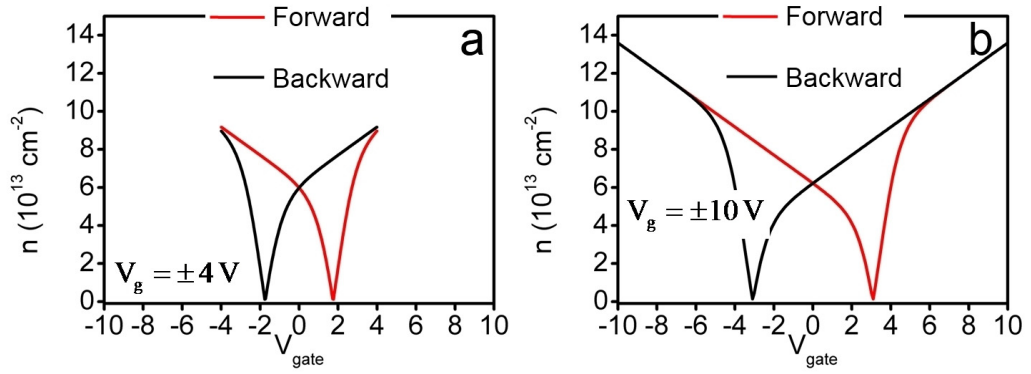 Forward
a
Backward
n (10^13 cm^-2)
14
12
10
8
6
4
2
0
V_g = ±4 V
-10 -8 -6 -4 -2 0 2 4 6 8 10
V_gate
Forward
b
Backward
n (10^13 cm^-2)
14
12
10
8
6
4
2
0
V_g = ±10 V
-10 -8 -6 -4 -2 0 2 4 6 8 10
V_gate